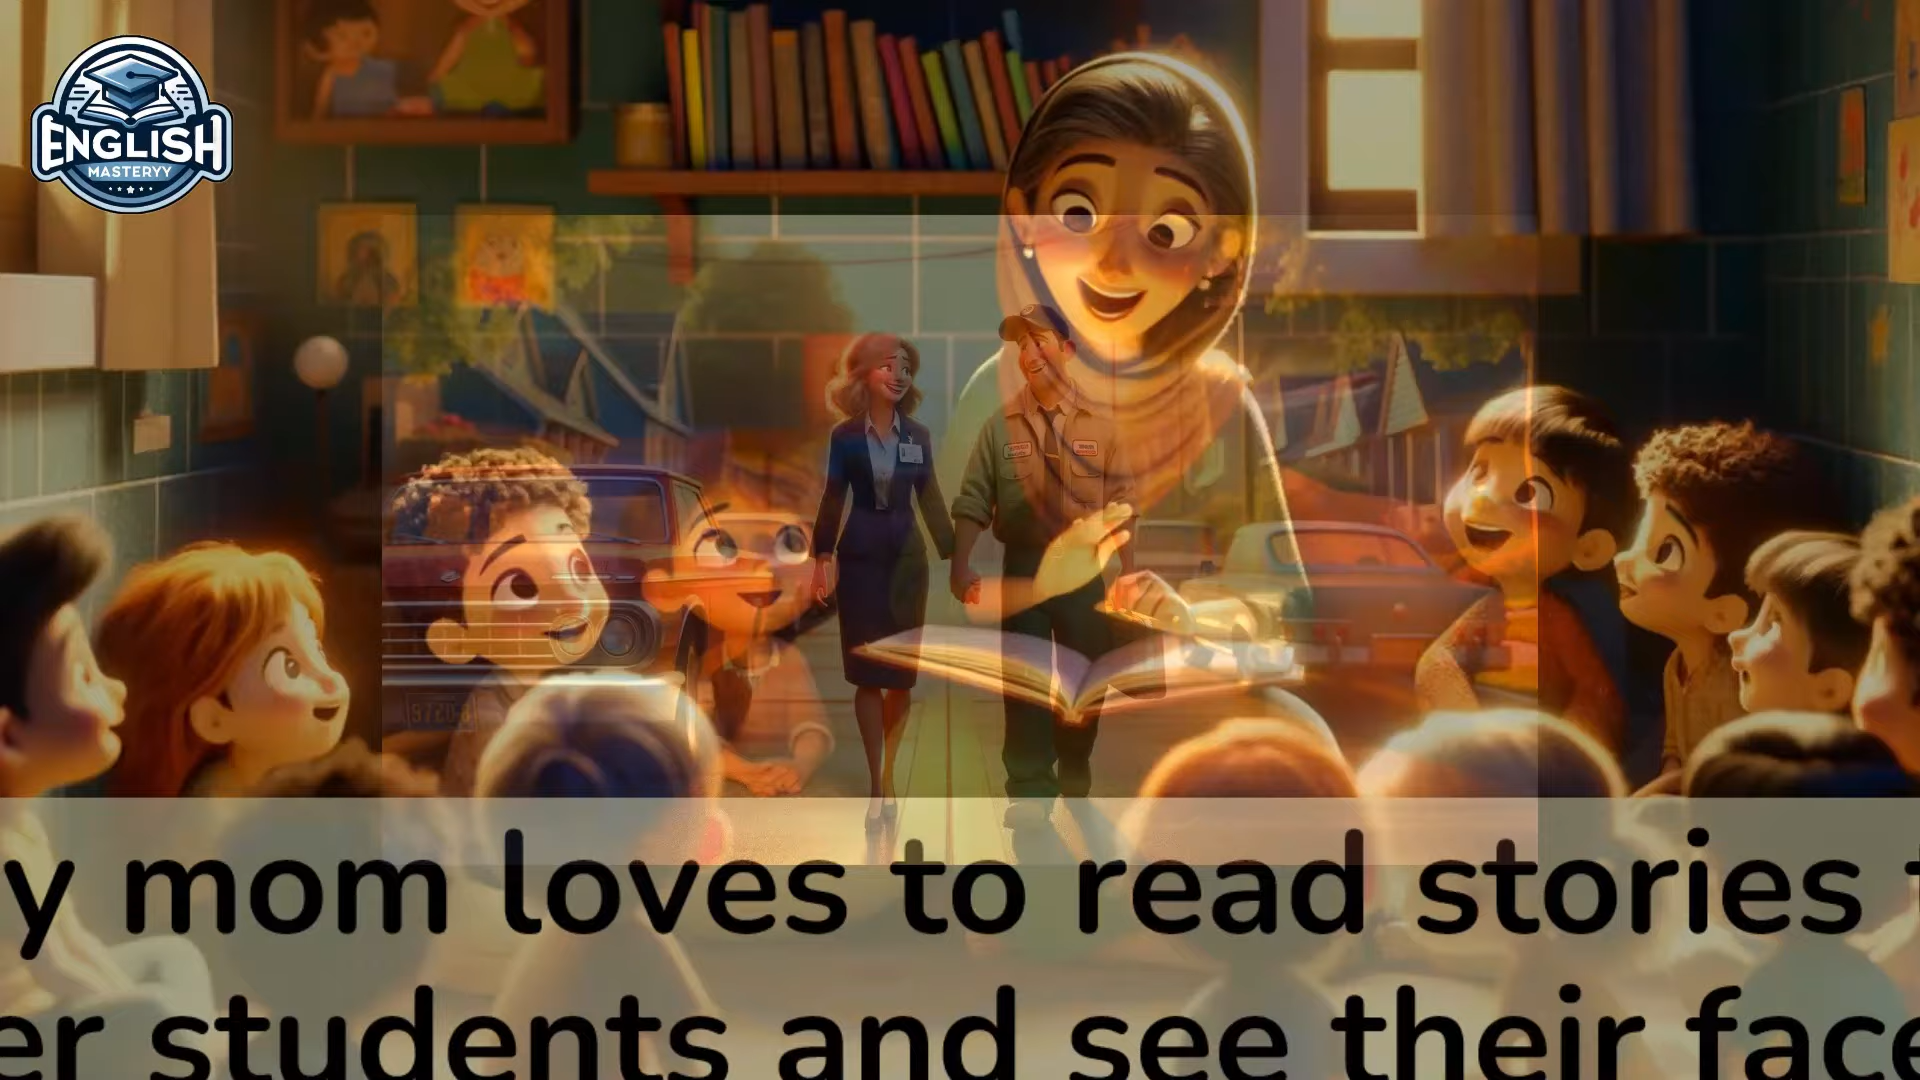 ENGLISH
MASTERYY
y mom loves to read stories
er students and see their face